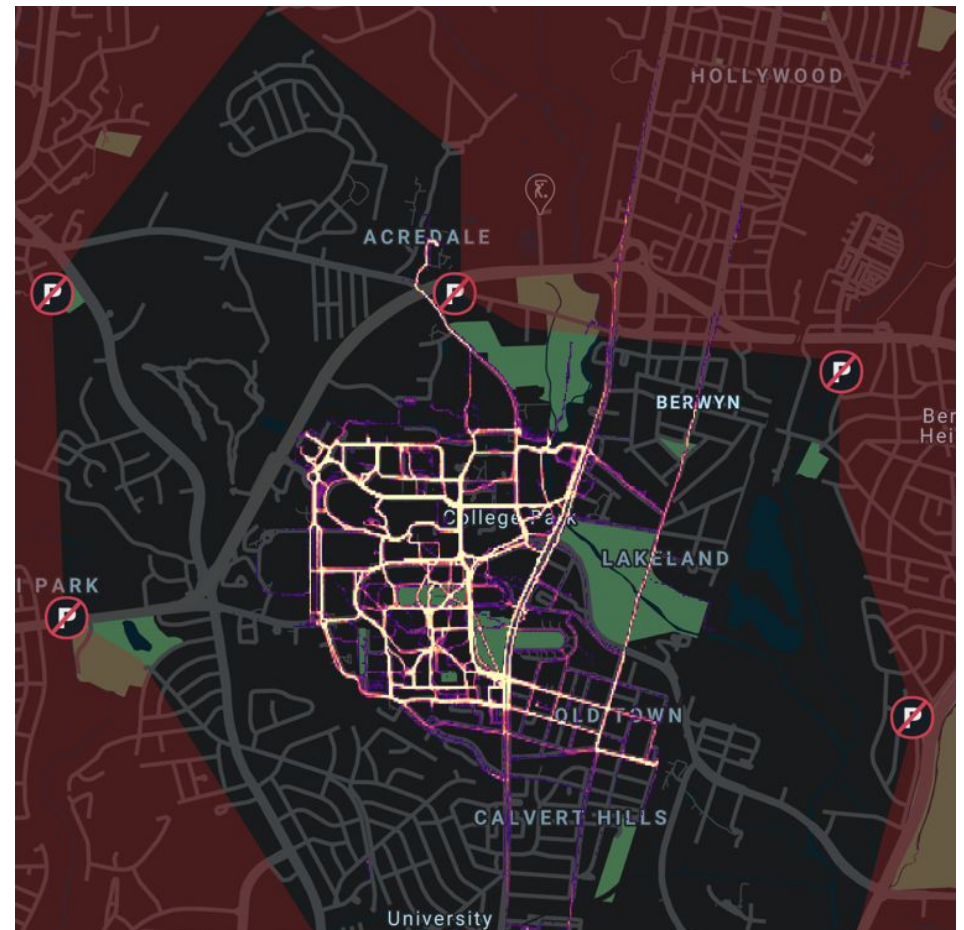 HOLLYWOOD
ACREDALE
P
P
P
BERWYN
Ber
Hei
College Park
LAKELAND
I PARK
P
P
OLD TOWN
CALVERT HILLS
University